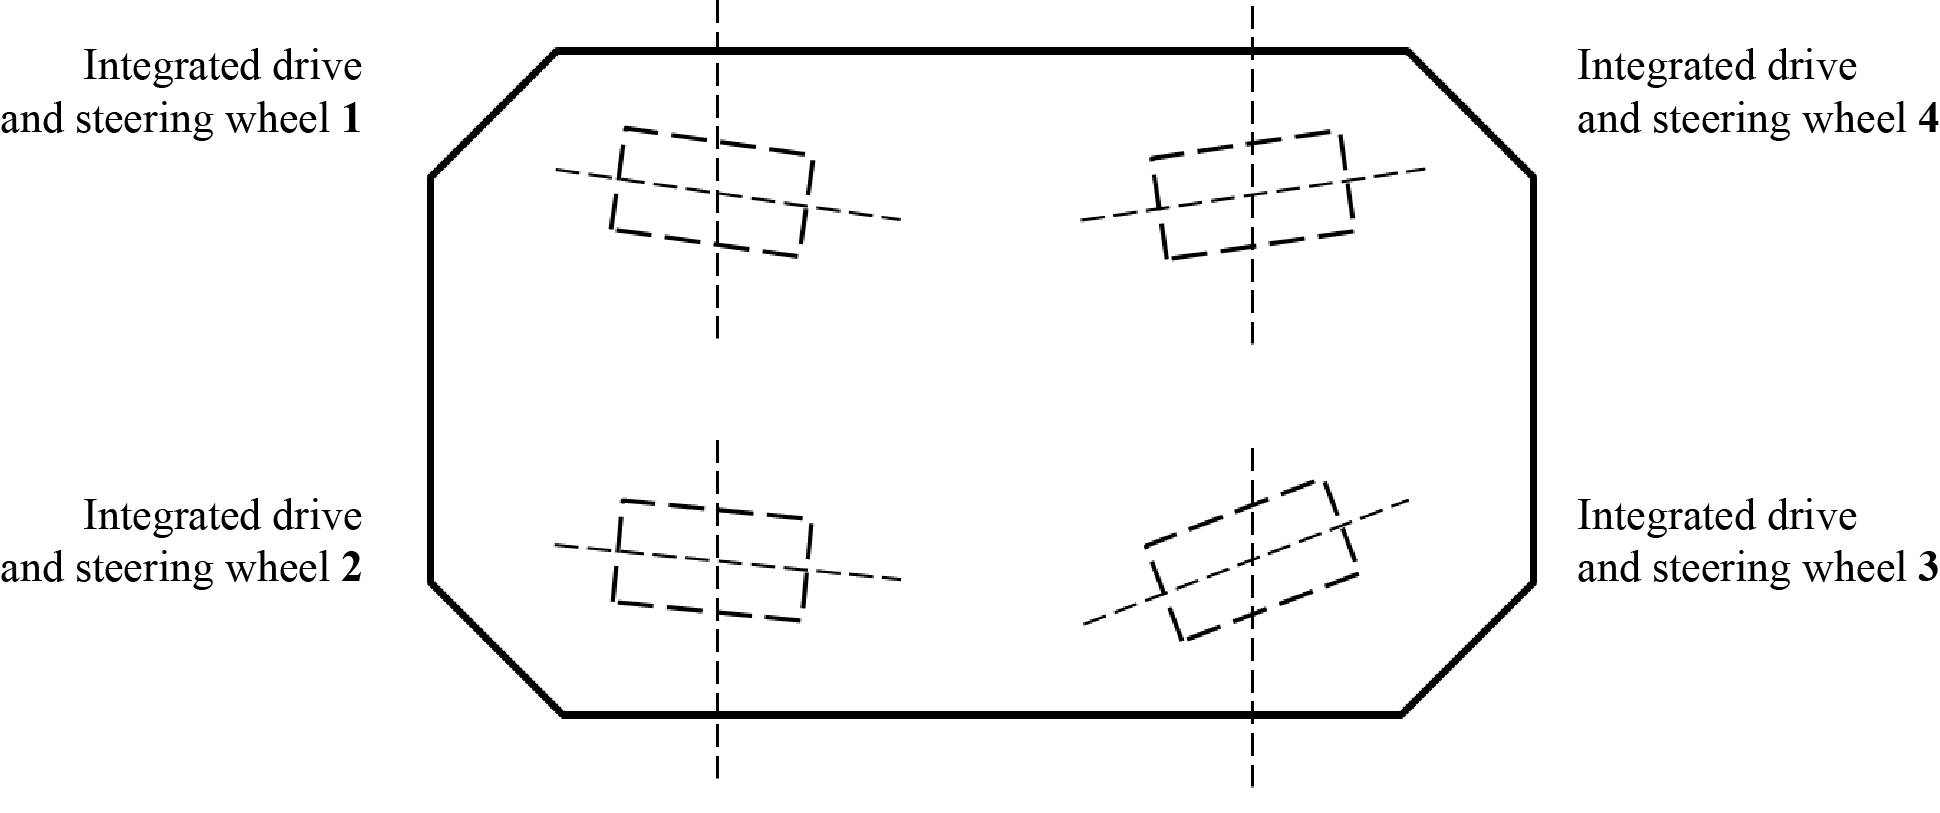 Integrated drive
and steering wheel 1
Integrated drive
and steering wheel 4
Integrated drive
and steering wheel 2
Integrated drive
and steering wheel 3